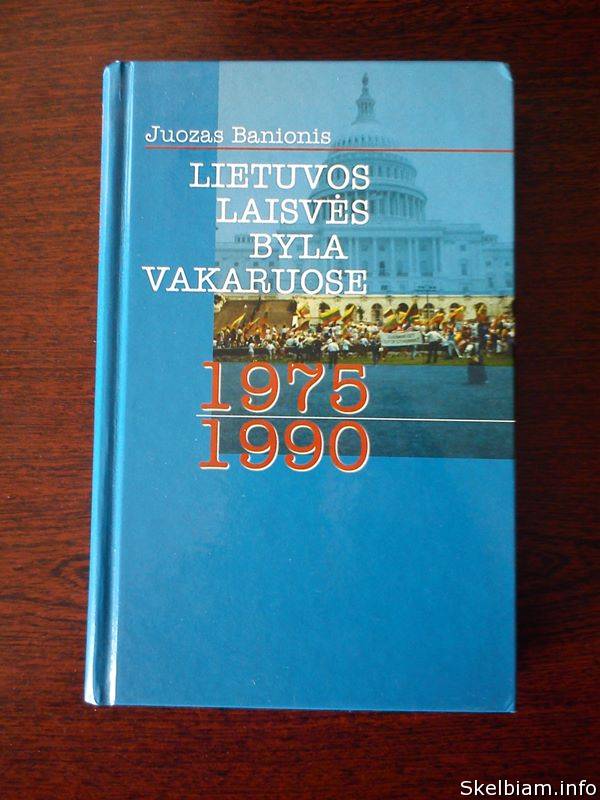 Juozas Banionis
LIETUVOS
LAISVĖS
BYLA
VAKARUOSE
1975
1990
Skelbiam.info